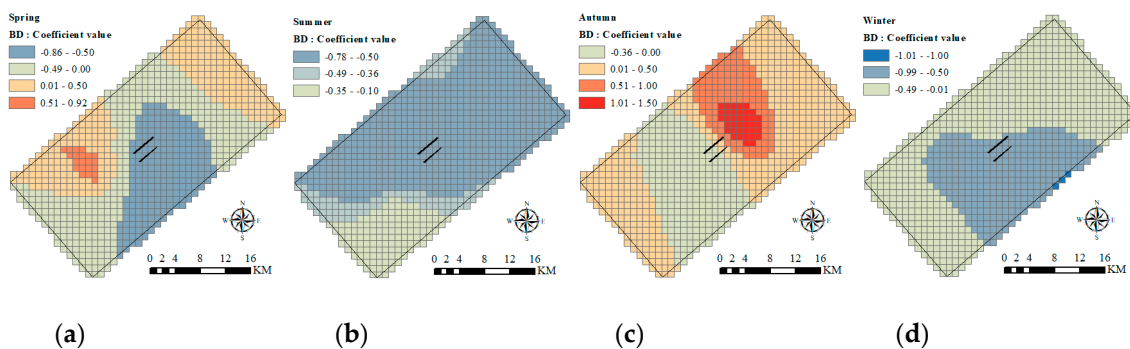 Spring
BD : Coefficient value
-0.86 - -0.50
-0.49 - 0.00
0.01 - 0.50
0.51 - 0.92
N
W E
S
0 2 4 8 12 16
KM
(a)
Summer
BD : Coefficient value
-0.78 - -0.50
-0.49 - -0.36
-0.35 - -0.10
N
W E
S
0 2 4 8 12 16
KM
(b)
Autumn
BD : Coefficient value
-0.36 - 0.00
0.01 - 0.50
0.51 - 1.00
1.01 - 1.50
N
W E
S
0 2 4 8 12 16
KM
(c)
Winter
BD : Coefficient value
-1.01 - -1.00
-0.99 - -0.50
-0.49 - -0.01
N
W E
S
0 2 4 8 12 16
KM
(d)